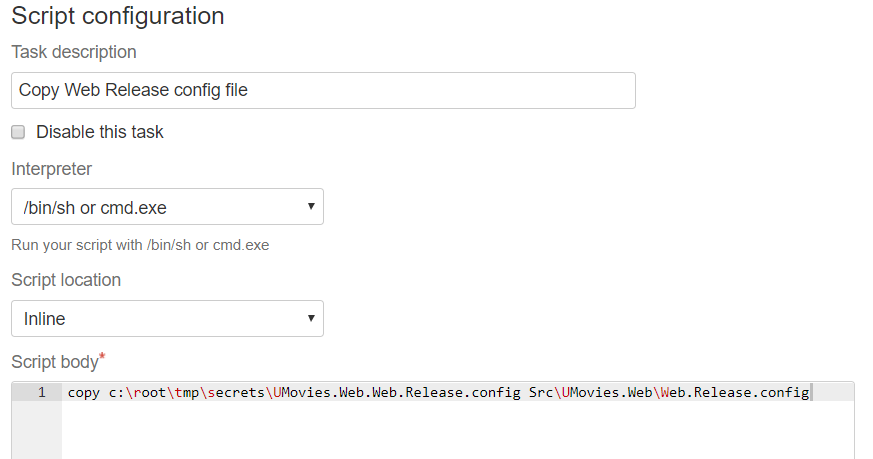 Script configuration
Task description
Copy Web Release config file
Disable this task
Interpreter
/bin/sh or cmd.exe
Run your script with /bin/sh or cmd.exe
Script location
Inline
Script body*
1 copy c:\root\tmp\secrets\UMovies.Web.Web.Release.config Src\UMovies.Web\Web.Release.config